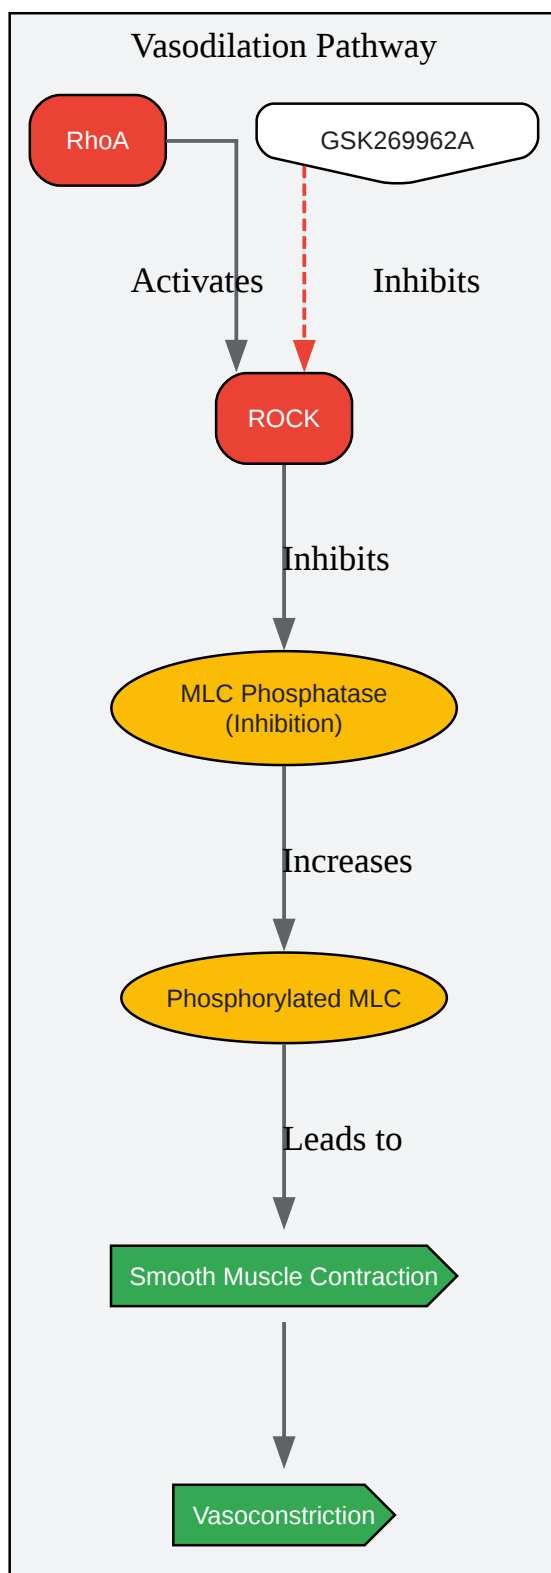 Vasodilation Pathway
RhoA
GSK269962A
Activates
Inhibits
ROCK
Inhibits
MLC Phosphatase
(Inhibition)
Increases
Phosphorylated MLC
Leads to
Smooth Muscle Contraction
Vasoconstriction